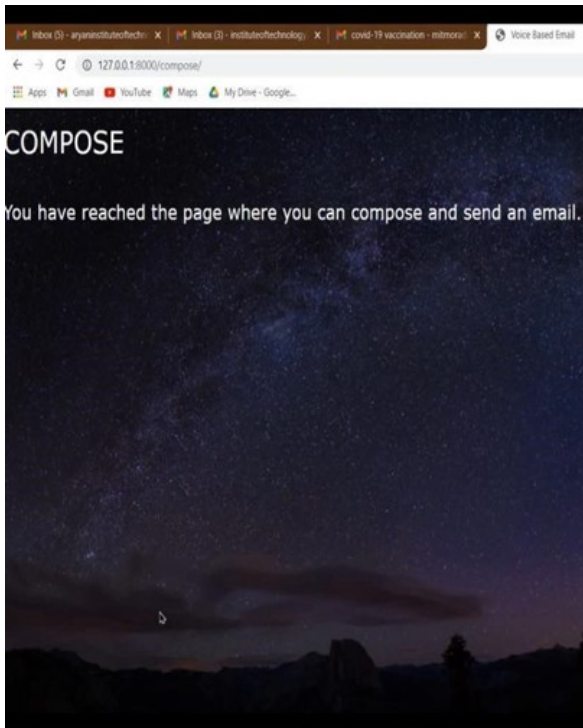 Inbox (5) - aryaninstituteoftechn
Inbox (3) - instituteoftechnology
covid-19 vaccination - mitmorad
Voice Based Email
127.0.0.1:8000/compose/
Apps
Gmail
YouTube
Maps
My Drive - Google...
COMPOSE
You have reached the page where you can compose and send an email.